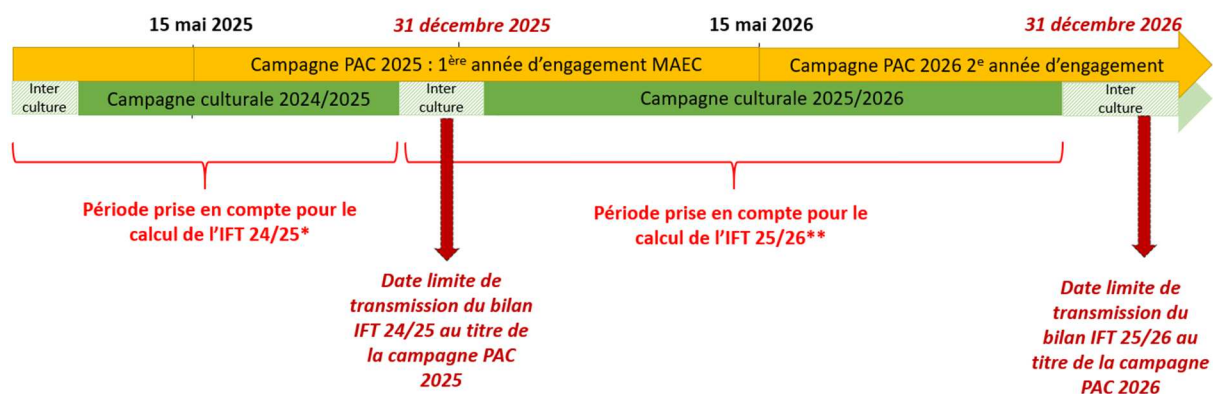 15 mai 2025
31 décembre 2025
15 mai 2026
31 décembre 2026
Campagne PAC 2025 : 1ère année d’engagement MAEC
Campagne PAC 2026 2e année d’engagement
Inter
culture
Campagne culturale 2024/2025
Inter
culture
Campagne culturale 2025/2026
Inter
culture
Période prise en compte pour le
calcul de l’IFT 24/25*
Période prise en compte pour le
calcul de l’IFT 25/26**
Date limite de
transmission du bilan
IFT 24/25 au titre de
la campagne PAC
2025
Date limite de
transmission du
bilan IFT 25/26 au
titre de la campagne
PAC 2026